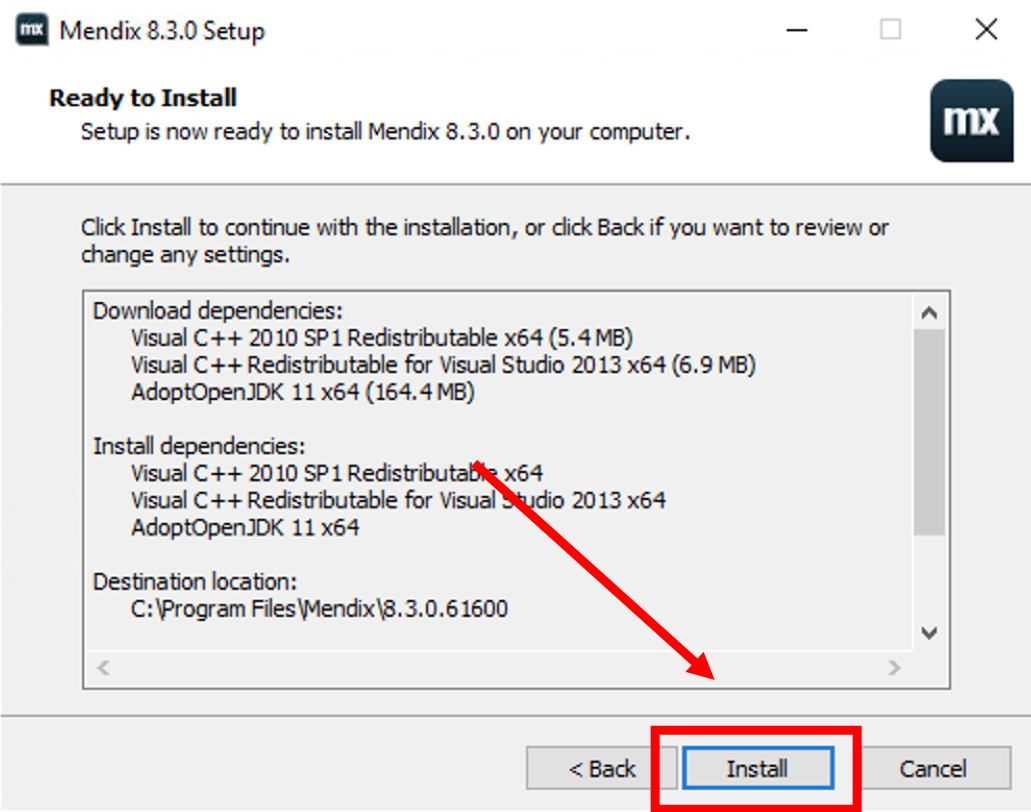 mx Mendix 8.3.0 Setup
Ready to Install
Setup is now ready to install Mendix 8.3.0 on your computer.
mx
Click Install to continue with the installation, or click Back if you want to review or
change any settings.
Download dependencies:
Visual C++ 2010 SP1 Redistributable x64 (5.4 MB)
Visual C++ Redistributable for Visual Studio 2013 x64 (6.9 MB)
AdoptOpenJDK 11 x64 (164.4 MB)
Install dependencies:
Visual C++ 2010 SP1 Redistributable x64
Visual C++ Redistributable for Visual Studio 2013 x64
AdoptOpenJDK 11 x64
Destination location:
C:\Program Files\Mendix\8.3.0.61600
< Back Install Cancel